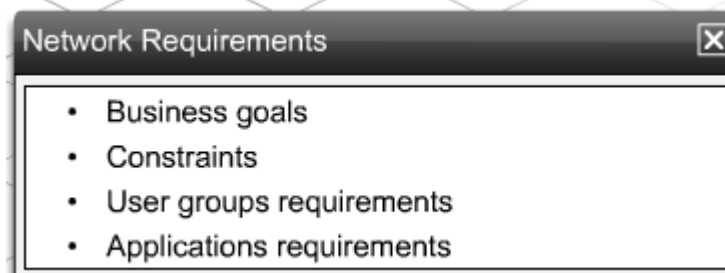 Network Requirements
• Business goals
• Constraints
• User groups requirements
• Applications requirements